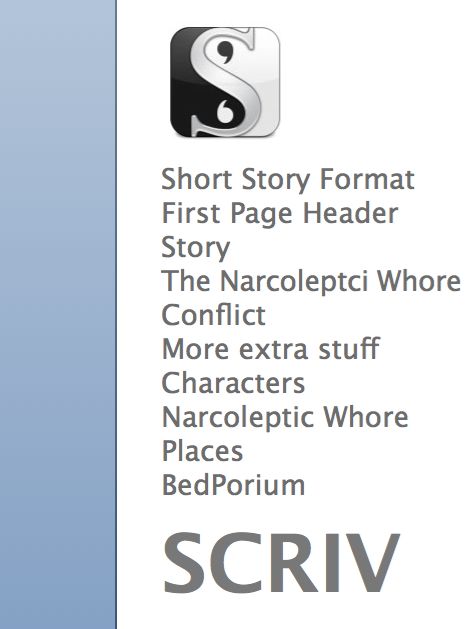 Short Story Format
First Page Header
Story
The Narcoleptci Whore
Conflict
More extra stuff
Characters
Narcoleptic Whore
Places
BedPorium
SCRIV